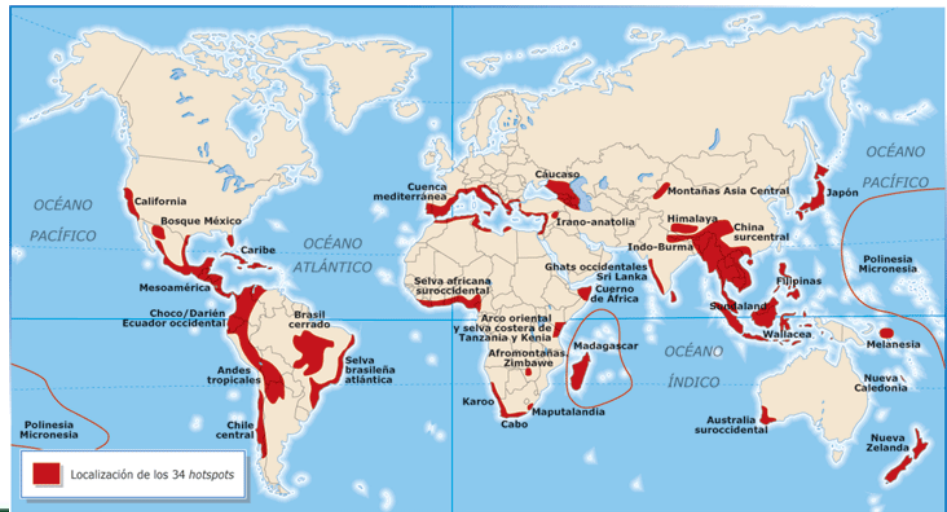 OCÉANO
PACÍFICO
California
Bosque México
Caribe
Mesoamérica
OCÉANO
ATLÁNTICO
Choco/Darién
Ecuador occidental
Brasil
cerrado
Andes
tropicales
Selva
brasileña
atlántica
Chile
central
Polinesia
Micronesia
Cuenca
mediterránea
Cáucaso
Irano-anatolia
Montañas Asia Central
Japón
OCÉANO
PACÍFICO
Himalaya
China
surcentral
Indo-Burma
Ghats occidentales
Sri Lanka
Cuerno
de África
Selva africana
suroccidental
Arco oriental
y selva costera de
Tanzania y Kenia
Afromontañas.
Zimbawe
Madagascar
Karoo
Cabo
Maputalandia
OCÉANO
ÍNDICO
Filipinas
Sundaland
Wallacea
Polinesia
Micronesia
Melanesia
Nueva
Caledonia
Australia
suroccidental
Nueva
Zelanda
Localización de los 34 hotspots